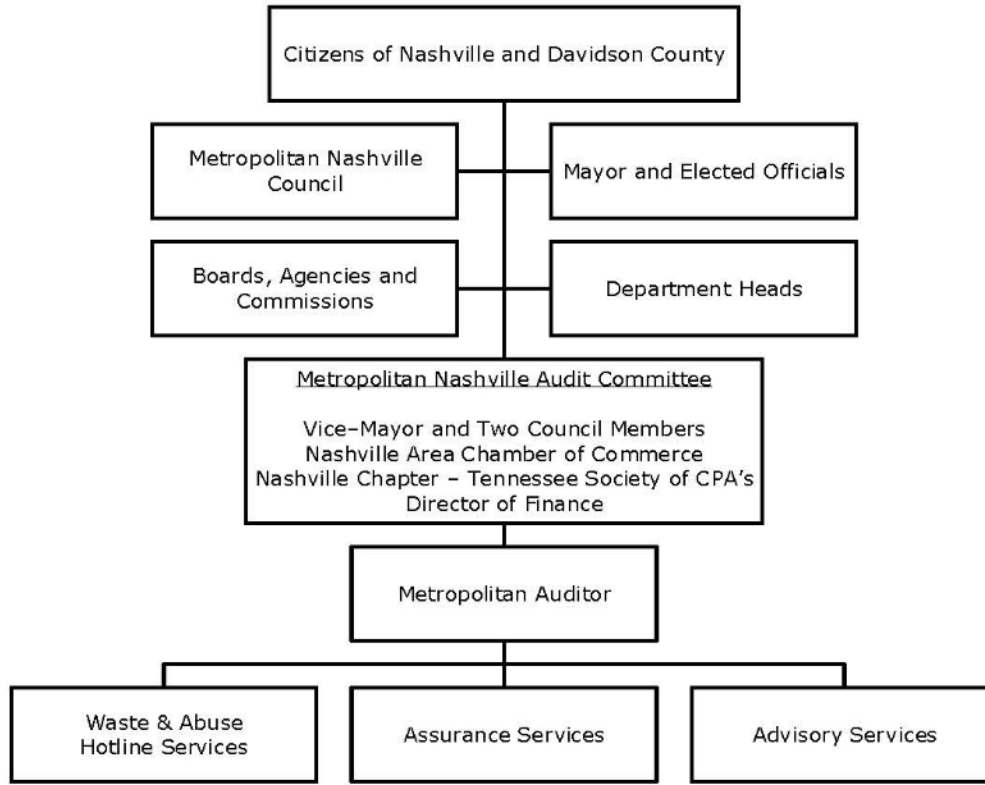 Citizens of Nashville and Davidson County
Metropolitan Nashville
Council
Mayor and Elected Officials
Boards, Agencies and
Commissions
Department Heads
Metropolitan Nashville Audit Committee
Vice–Mayor and Two Council Members
Nashville Area Chamber of Commerce
Nashville Chapter – Tennessee Society of CPA's
Director of Finance
Metropolitan Auditor
Waste & Abuse
Hotline Services
Assurance Services
Advisory Services